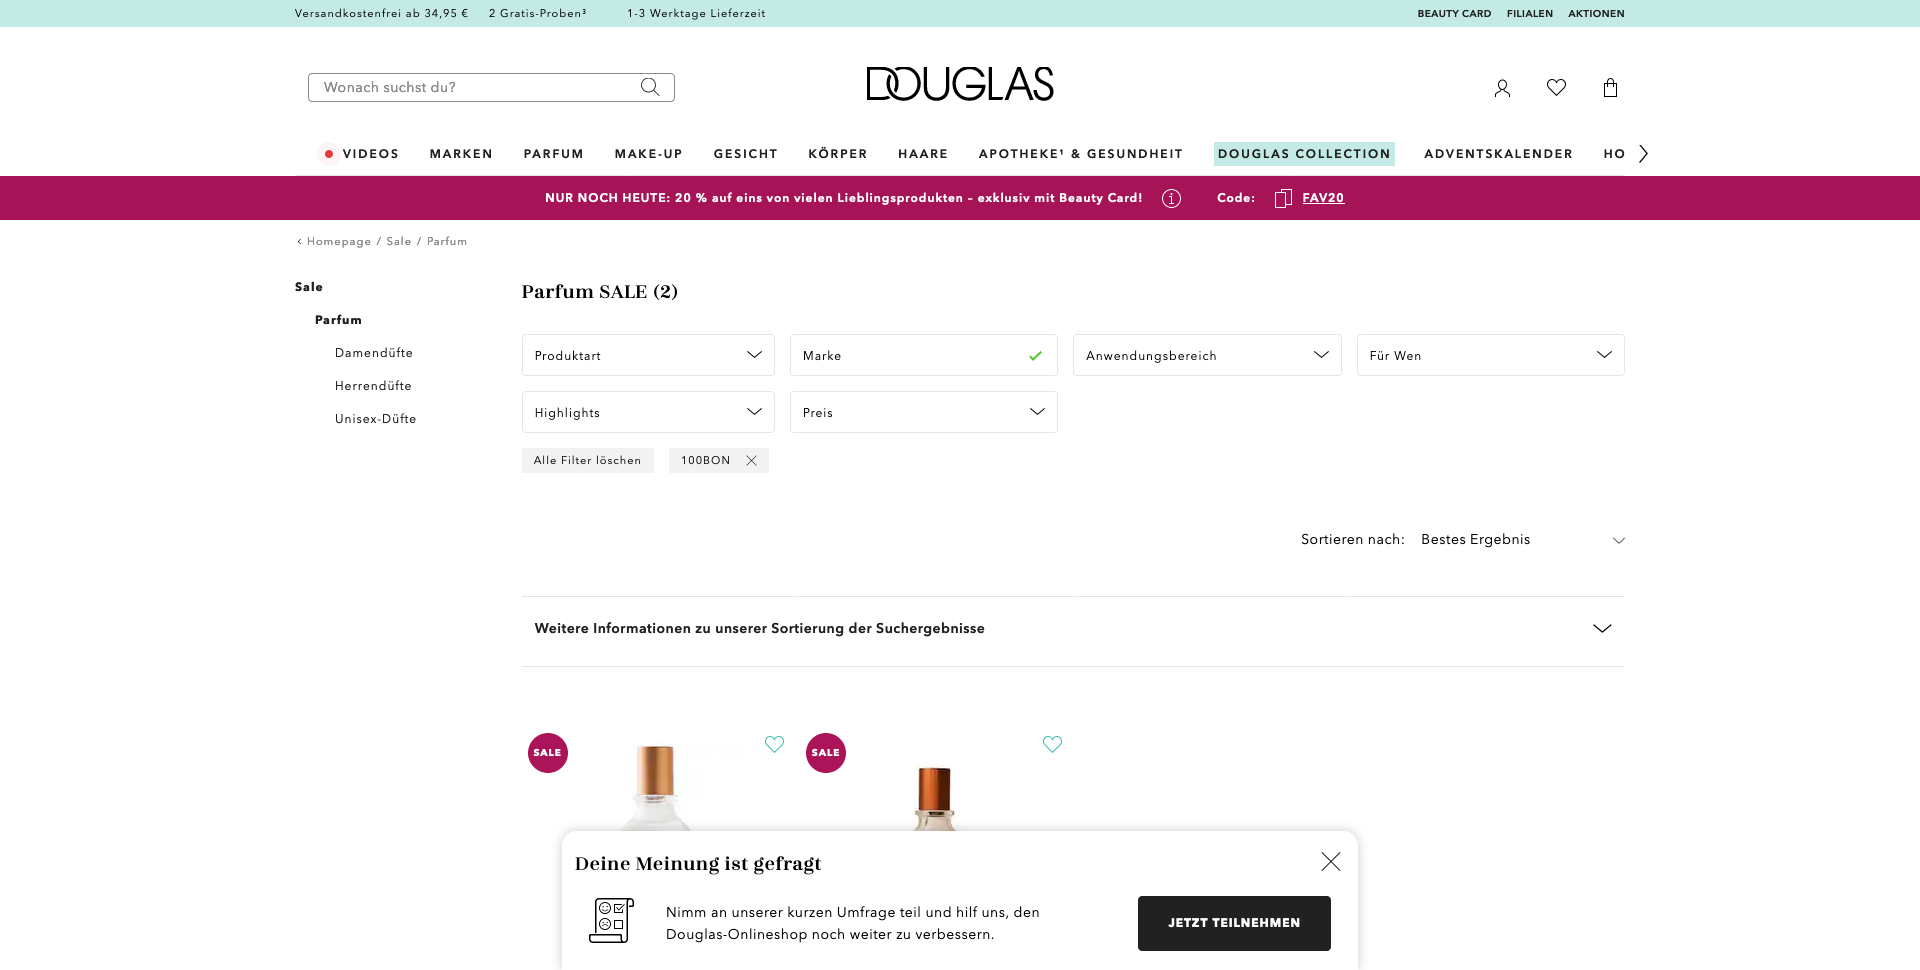 Versandkostenfrei ab 34,95 € 2 Gratis-Proben³ 1-3 Werktage Lieferzeit BEAUTY CARD FILIALEN AKTIONEN
Wonach suchst du?
DOUGLAS
VIDEOS MARKEN PARFUM MAKE-UP GESICHT KÖRPER HAARE APOTHEKE¹ & GESUNDHEIT DOUGLAS COLLECTION ADVENTSKALENDER HO
NUR NOCH HEUTE: 20 % auf eins von vielen Lieblingsprodukten – exklusiv mit Beauty Card! Code: FAV20
Homepage / Sale / Parfum
Sale
Parfum
Damendüfte
Herrendüfte
Unisex-Düfte
Parfum SALE (2)
Produktart Marke Anwendungsbereich Für Wen
Highlights Preis
Alle Filter löschen 100BON
Sortieren nach: Bestes Ergebnis
Weitere Informationen zu unserer Sortierung der Suchergebnisse
SALE SALE
Deine Meinung ist gefragt
Nimm an unserer kurzen Umfrage teil und hilf uns, den
Douglas-Onlineshop noch weiter zu verbessern.
JETZT TEILNEHMEN